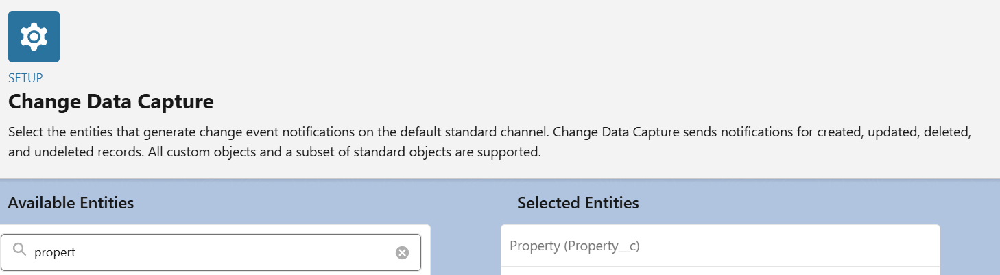 SETUP
Change Data Capture
Select the entities that generate change event notifications on the default standard channel. Change Data Capture sends notifications for created, updated, deleted,
and undeleted records. All custom objects and a subset of standard objects are supported.
Available Entities
Selected Entities
propert
Property (Property__c)